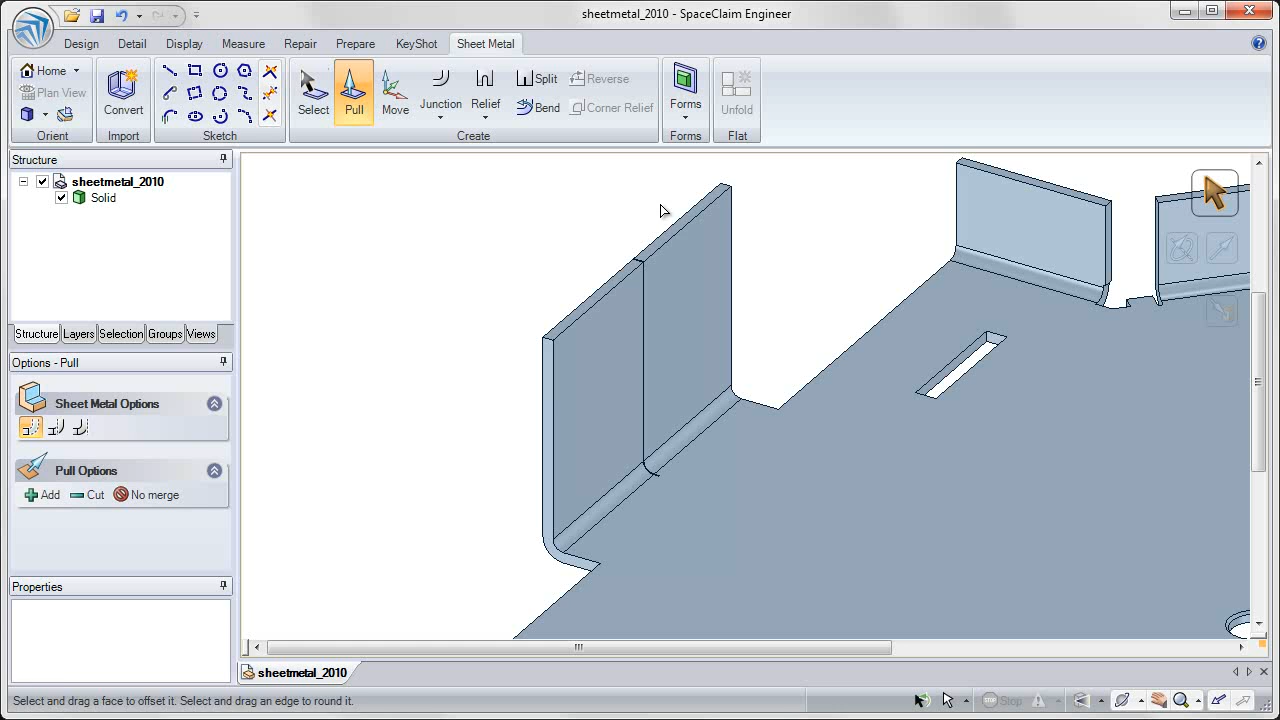 sheetmetal_2010 - SpaceClaim Engineer
Design Detail Display Measure Repair Prepare KeyShot Sheet Metal
Home
Plan View
Orient
Convert
Import
Sketch
Select
Pull
Move
Junction
Relief
Split
Bend
Reverse
Corner Relief
Create
Forms
Forms
Unfold
Flat
Structure
sheetmetal_2010
Solid
Structure Layers Selection Groups Views
Options - Pull
Sheet Metal Options
Pull Options
Add Cut No merge
Properties
sheetmetal_2010
Select and drag a face to offset it. Select and drag an edge to round it.
Stop